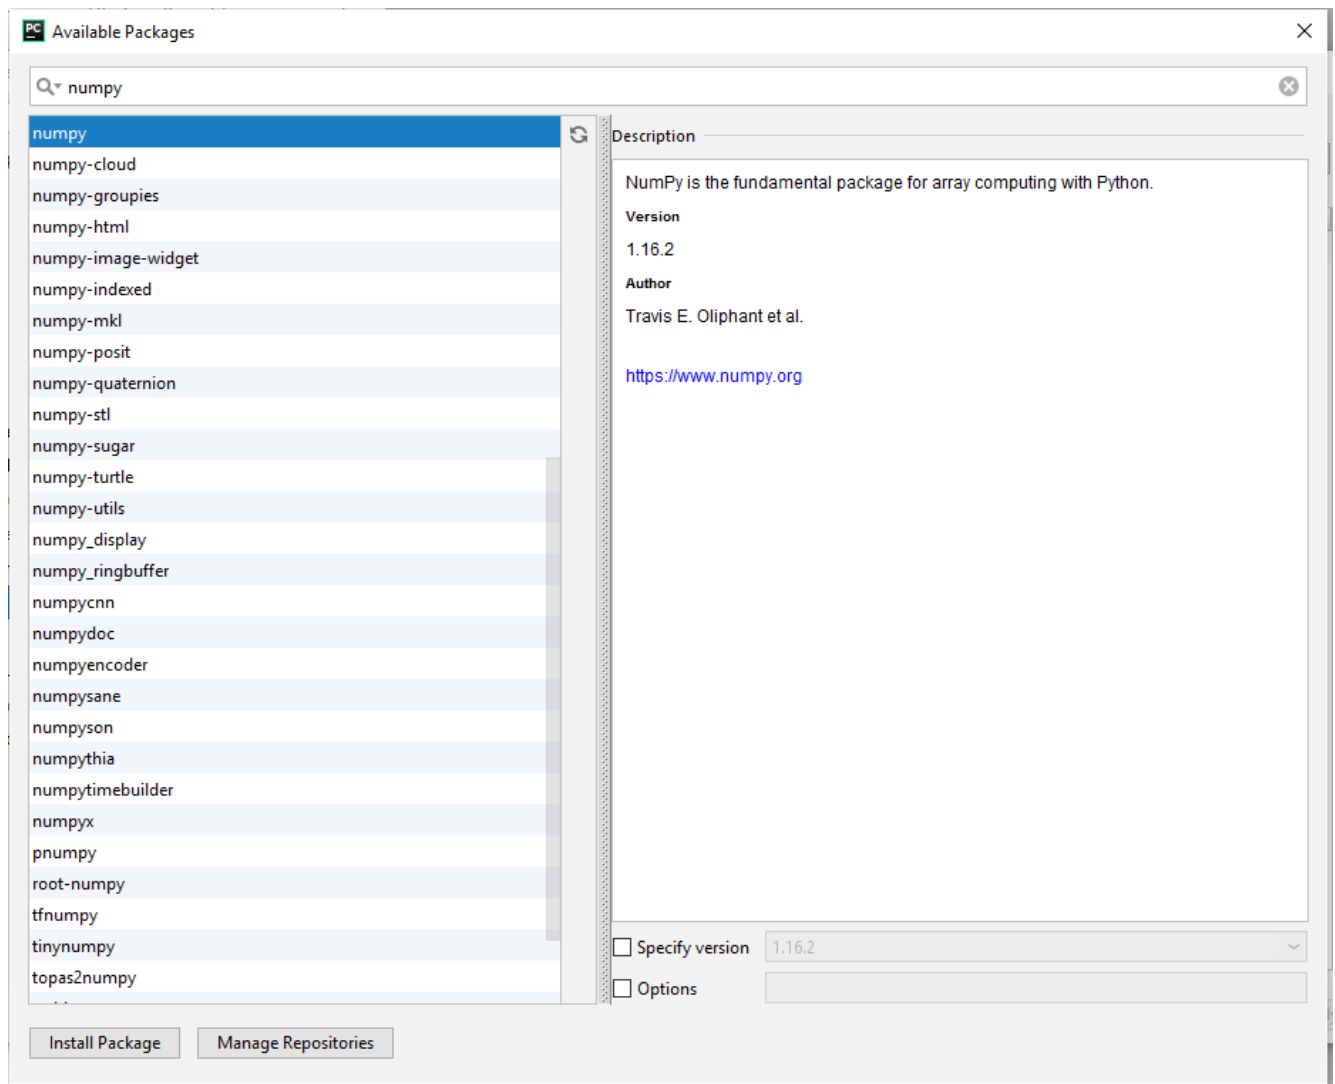 PC Available Packages
numpy
numpy
numpy-cloud
numpy-groupies
numpy-html
numpy-image-widget
numpy-indexed
numpy-mkl
numpy-posit
numpy-quaternion
numpy-stl
numpy-sugar
numpy-turtle
numpy-utils
numpy_display
numpy_ringbuffer
numpycnn
numpydoc
numpyencoder
numpysane
numpyson
numpythia
numpytimebuilder
numpyx
pnumpy
root-numpy
tfnumpy
tinynumpy
topas2numpy
Description
NumPy is the fundamental package for array computing with Python.
Version
1.16.2
Author
Travis E. Oliphant et al.
https://www.numpy.org
Specify version 1.16.2
Options
Install Package Manage Repositories